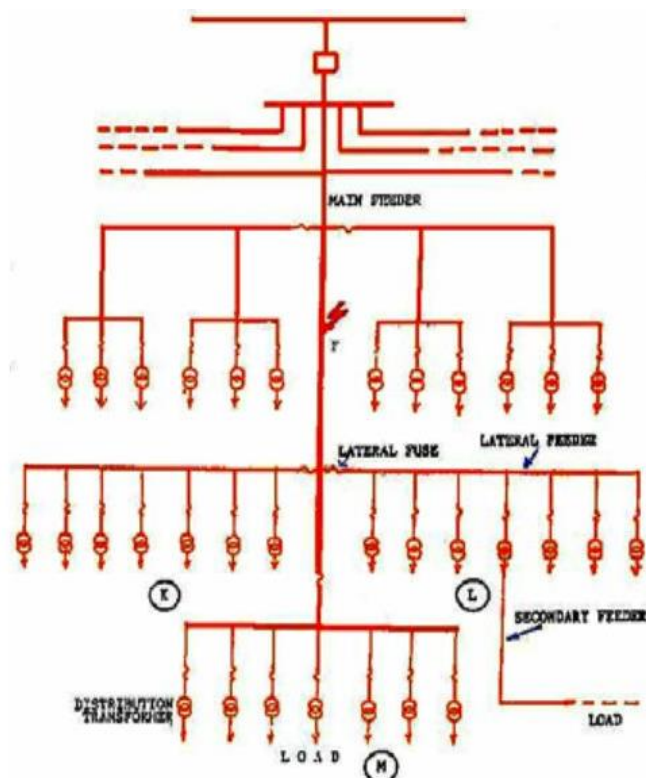 MAIN FEEDER
F
LATERAL FUSE
LATERAL FEEDER
K
L
SECONDARY FEEDER
DISTRIBUTION
TRANSFORMER
LOAD
LOAD
M